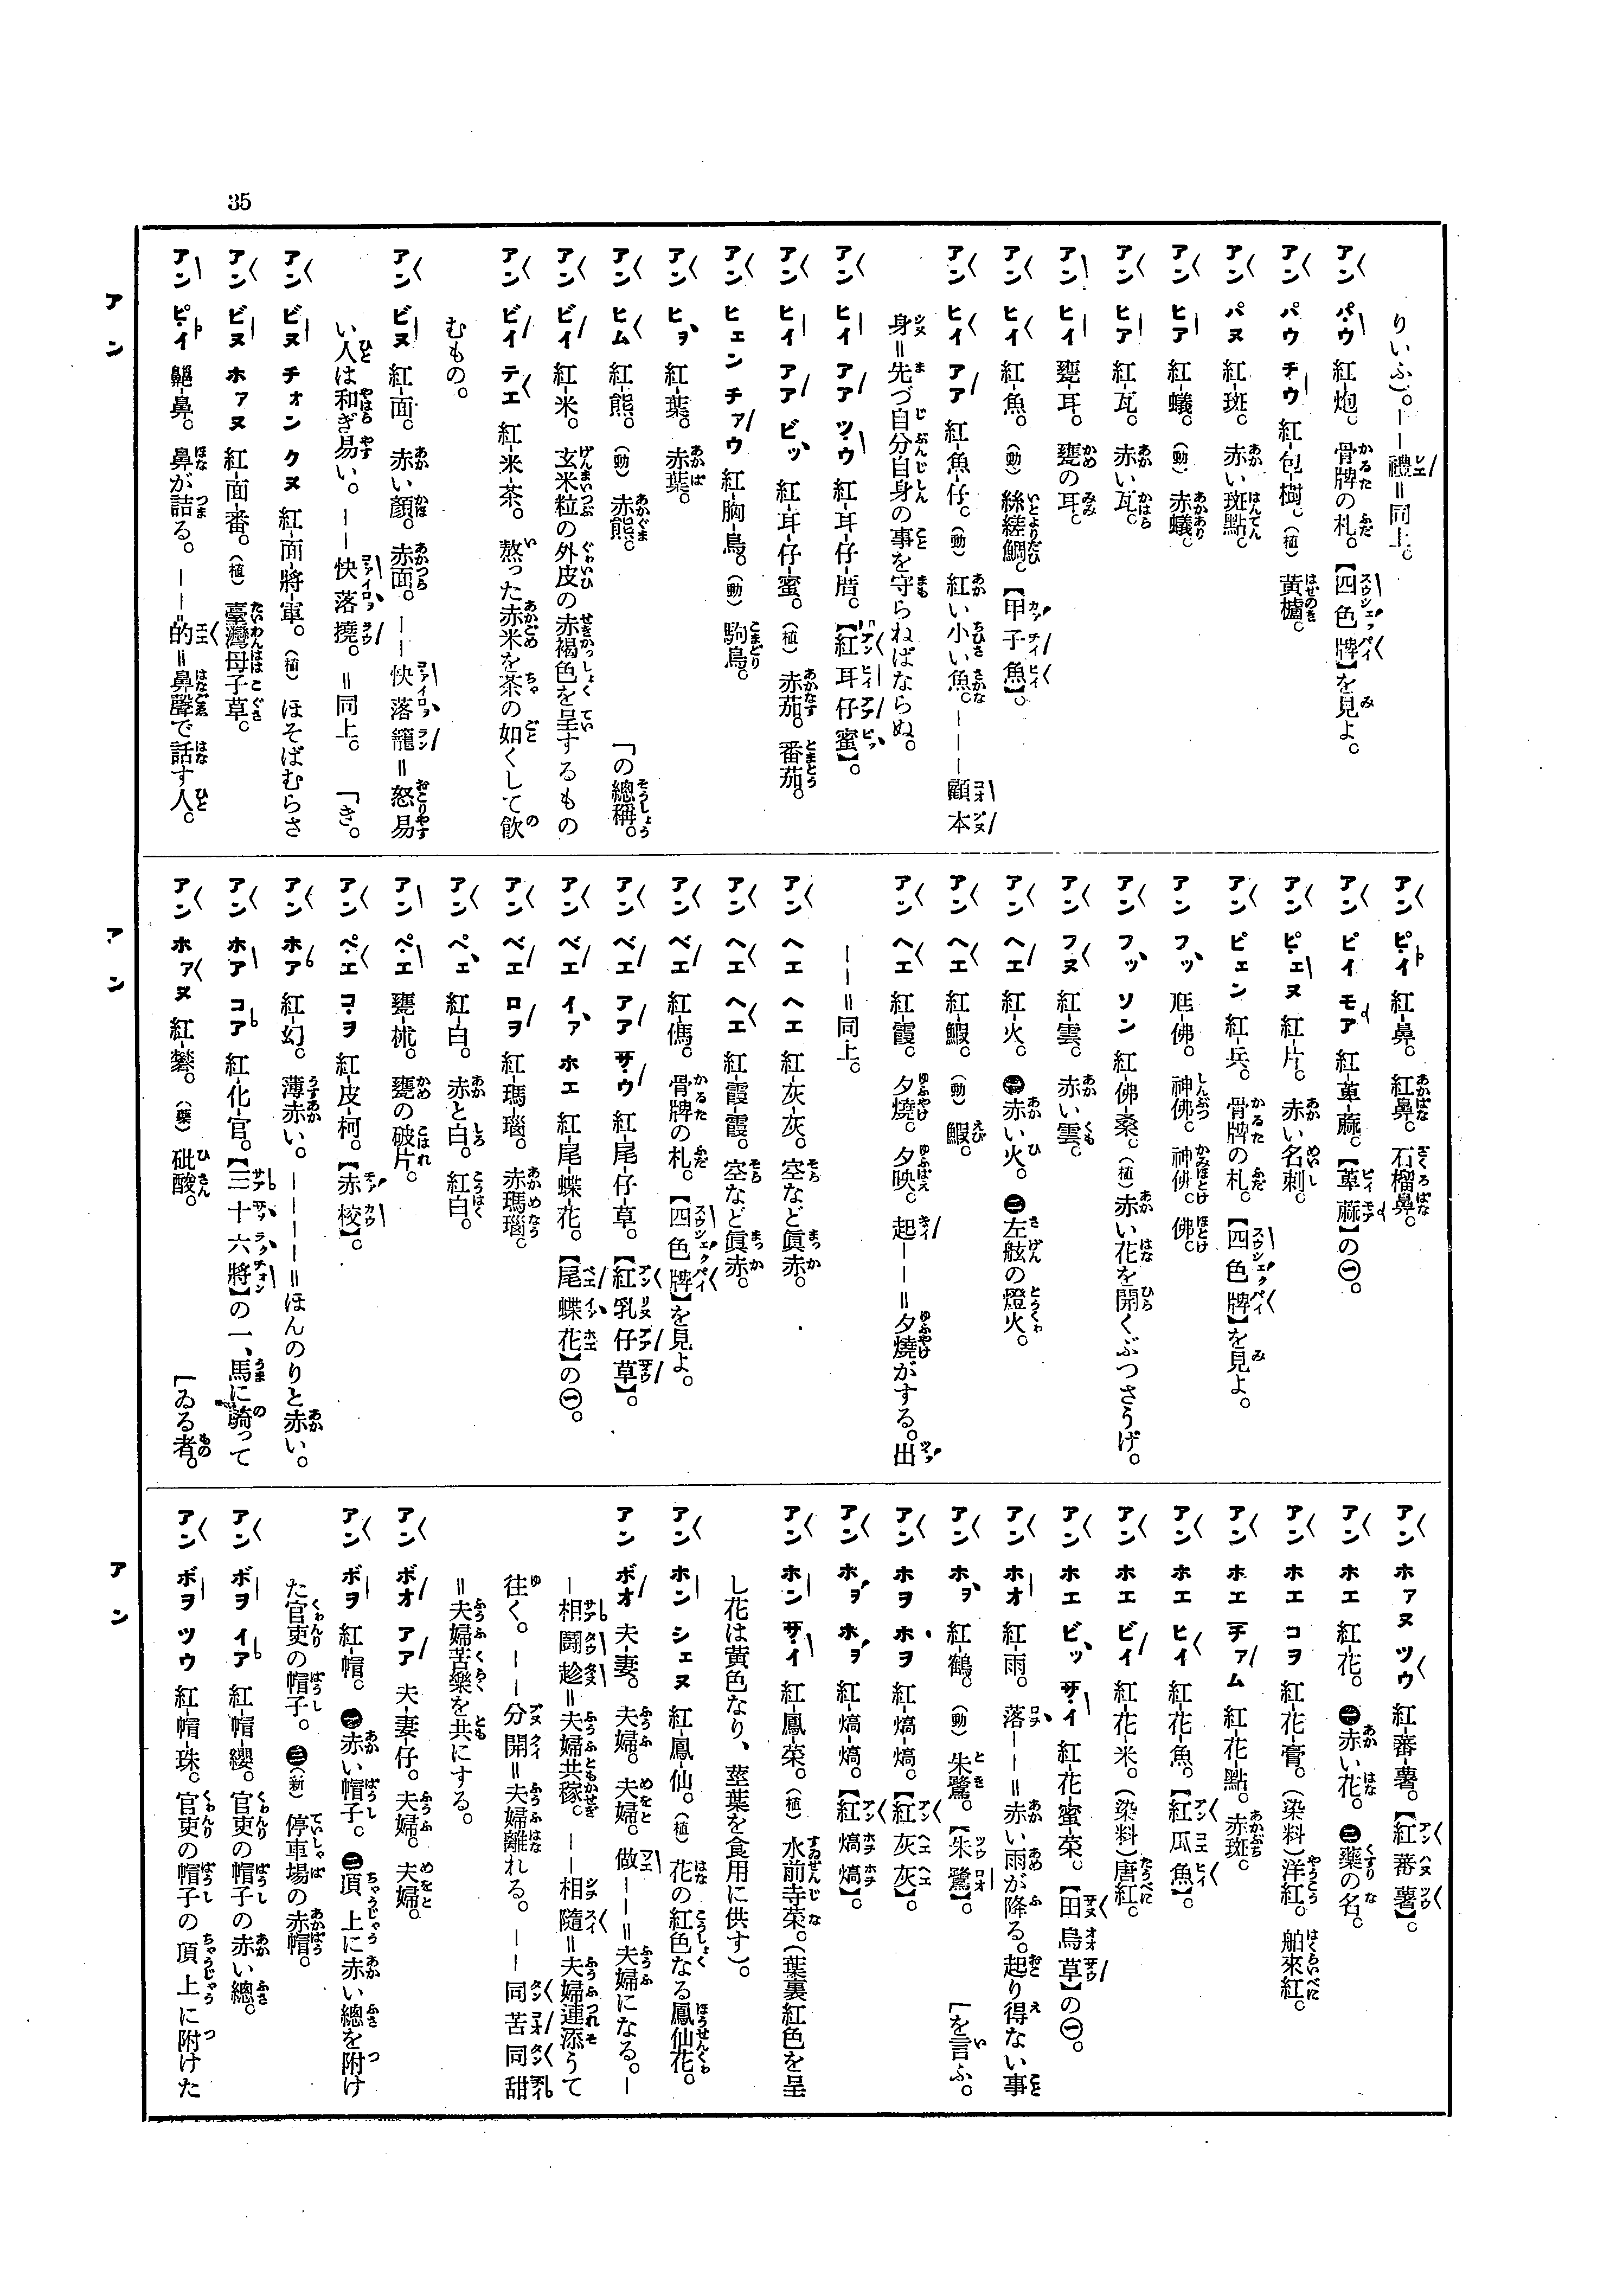 35
りいふ)。――禮=同上。
アン パウ 紅-炮。骨牌の札。【四色牌】を見よ。
アン パウ チウ 紅-包-樹。(植) 黃櫨。
アン パヌ 紅-斑。赤い斑點。
アン ヒア 紅-蟻。(動) 赤蟻。
アン ヒア 紅-瓦。赤い瓦。
アン ヒイ 甕-耳。甕の耳。
アン ヒイ 紅-魚。(動) 絲縒鯛。【甲子魚】。
アン ヒイ アア 紅-魚-仔。(動) 紅い小い魚。―――顧本
身=先づ自分自身の事を守らねばならぬ。
アン ヒイ アア ツウ 紅-耳-仔-厝。【紅耳仔蜜】。
アン ヒイ アア ビッ 紅-耳-仔-蜜。(植) 赤茄。番茄。
アン ヒェン チァウ 紅-胸-鳥。(動) 駒鳥。
アン ヒヲ 紅-葉。赤葉。
アン ヒム 紅-熊。(動) 赤熊。 「の總稱。
アン ビイ 紅-米。玄米粒の外皮の赤褐色を呈するもの
アン ビイ テエ 紅-米-茶。熬った赤米を茶の如くして飮
むもの。
アン ビヌ 紅-面。赤い顏。赤面。――快落籠=怒易
い人は和ぎ易い。――快落撓。=同上。 「き。
アン ビヌ チォン クヌ 紅-面-將-軍。(植) ほそばむらさ
アン ビヌ ホァヌ 紅-面-番。(植) 臺灣母子草。
アン ピイ 齆-鼻。鼻が詰る。―――的=鼻聲で話す人。
アン ピイ 紅-鼻。紅鼻。石榴鼻。
アン ピイ モア 紅-萆-蔴。【萆蔴】の㊀。
アン ピェヌ 紅-片。赤い名刺。
アン ピェン 紅-兵。骨牌の札。【四色牌】を見よ。
アン フッ 尫-佛。神佛。神佛。佛。
アン フッ ソン 紅-佛-桑。(植) 赤い花を開くぶつさうげ。
アン フヌ 紅-雲。赤い雲。
アン ヘエ 紅-火。㊀赤い火。㊁左舷の燈火。
アン ヘエ 紅-鰕。(動) 鰕。
アン ヘエ 紅-霞。夕燒。夕映。起――=夕燒がする。出
――=同上。
アン ヘエ ヘエ 紅-灰-灰。空など眞赤。
アン ヘエ ヘエ 紅-霞-霞。空など眞赤。
アン ベエ 紅-傌。骨牌の札。【四色牌】を見よ。
アン ベエ アア ザウ 紅-尾-仔-草。【紅乳仔草】。
アン ベエ イァ ホエ 紅-尾-蝶-花。【尾蝶花】の㊀。
アン ベエ ロヲ 紅-瑪-瑙。赤瑪瑙。
アン ペェ 紅-白。赤と白。紅白。
アン ペエ 甕-㧊。甕の破片。
アン ペエ コヲ 紅-皮-柯。【赤校】。
アン ホア 紅-幻。薄赤い。――――=ほんのりと赤い。
アン ホア コア 紅-化-官。【三十六將】の一、馬に騎って
アン ホァヌ 紅-礬。(藥) 砒酸。 「ゐる者。
アン ホァヌ ツウ 紅-蕃-薯。【紅蕃薯】。
アン ホエ 紅-花。㊀赤い花。㊁藥の名。
アン ホエ コヲ 紅-花-膏。(染料)洋紅。舶來紅。
アン ホエ チァム 紅-花-點。赤斑。
アン ホエ ヒイ 紅-花-魚。【紅瓜魚】。
アン ホエ ビイ 紅-花-米。(染料)唐紅。
アン ホエ ビッ ザイ 紅-花-蜜-菜。【田烏草】の㊀。
アン ホオ 紅-雨。落――=赤い雨が降る。起り得ない事
アン ホヲ 紅-鶴。(動) 朱鷺。【朱鷺】。 「を言ふ。
アン ホヲ ホヲ 紅-熇-熇。【紅灰灰】。
アン ホヲ ホヲ 紅-熇-熇。【紅熇熇】。
アン ホン ザイ 紅-鳳-菜。(植) 水前寺菜。(葉裏紅色を呈
し花は黃色なり、莖葉を食用に供す)。
アン ホン シェヌ 紅-鳳-仙。(植) 花の紅色なる鳳仙花。
アン ボオ 夫-妻。夫婦。夫婦。做――=夫婦になる。―
―相鬪趁=夫婦共稼。――相隨=夫婦連添うて
往く。――分開=夫婦離れる。――同苦同甜
=夫婦苦樂を共にする。
アン ボオ アア 夫-妻-仔。夫婦。夫婦。
アン ボヲ 紅-帽。㊀赤い帽子。㊁頂上に赤い總を附け
た官吏の帽子。㊂(新) 停車場の赤帽。
アン ボヲ イア 紅-帽-纓。官吏の帽子の赤い總。
アン ボヲ ツウ 紅-帽-珠。官吏の帽子の頂上に附けた
アン
アン
アン